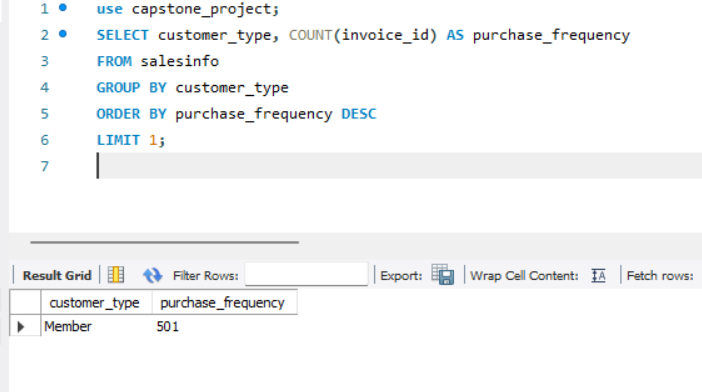 1 use capstone_project;
2 SELECT customer_type, COUNT(invoice_id) AS purchase_frequency
3 FROM salesinfo
4 GROUP BY customer_type
5 ORDER BY purchase_frequency DESC
6 LIMIT 1;
7
Result Grid Filter Rows: Export: Wrap Cell Content: Fetch rows:
customer_type purchase_frequency
Member 501